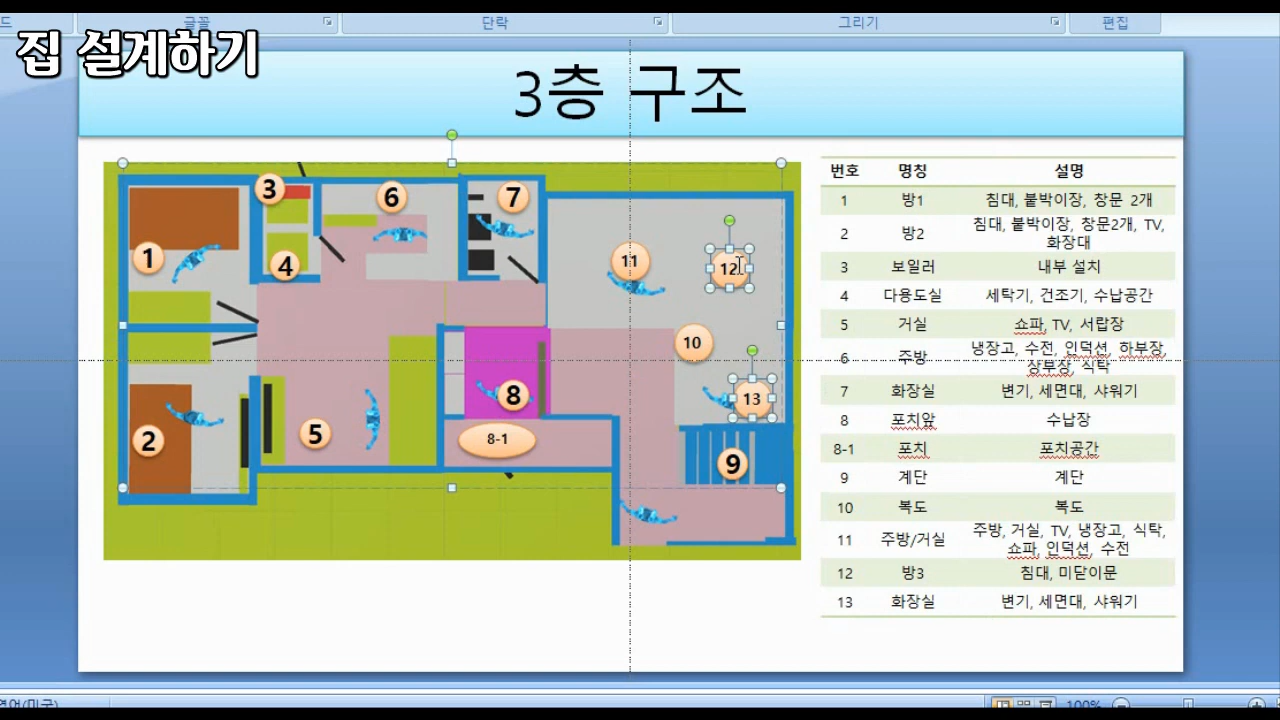 글꼴
단락
그리기
편집
집 설계하기
3층 구조
1
2
3
4
5
6
7
8
8-1
9
10
11
12
13
번호 명칭 설명
1 방1 침대, 붙박이장, 창문 2개
2 방2 침대, 붙박이장, 창문2개, TV,
화장대
3 보일러 내부 설치
4 다용도실 세탁기, 건조기, 수납공간
5 거실 쇼파, TV, 서랍장
6 주방 냉장고, 수전, 인덕션, 하부장,
상부장, 식탁
7 화장실 변기, 세면대, 샤워기
8 포치앞 수납장
8-1 포치 포치공간
9 계단 계단
10 복도 복도
11 주방/거실 주방, 거실, TV, 냉장고, 식탁,
쇼파, 인덕션, 수전
12 방3 침대, 미닫이문
13 화장실 변기, 세면대, 샤워기
100%